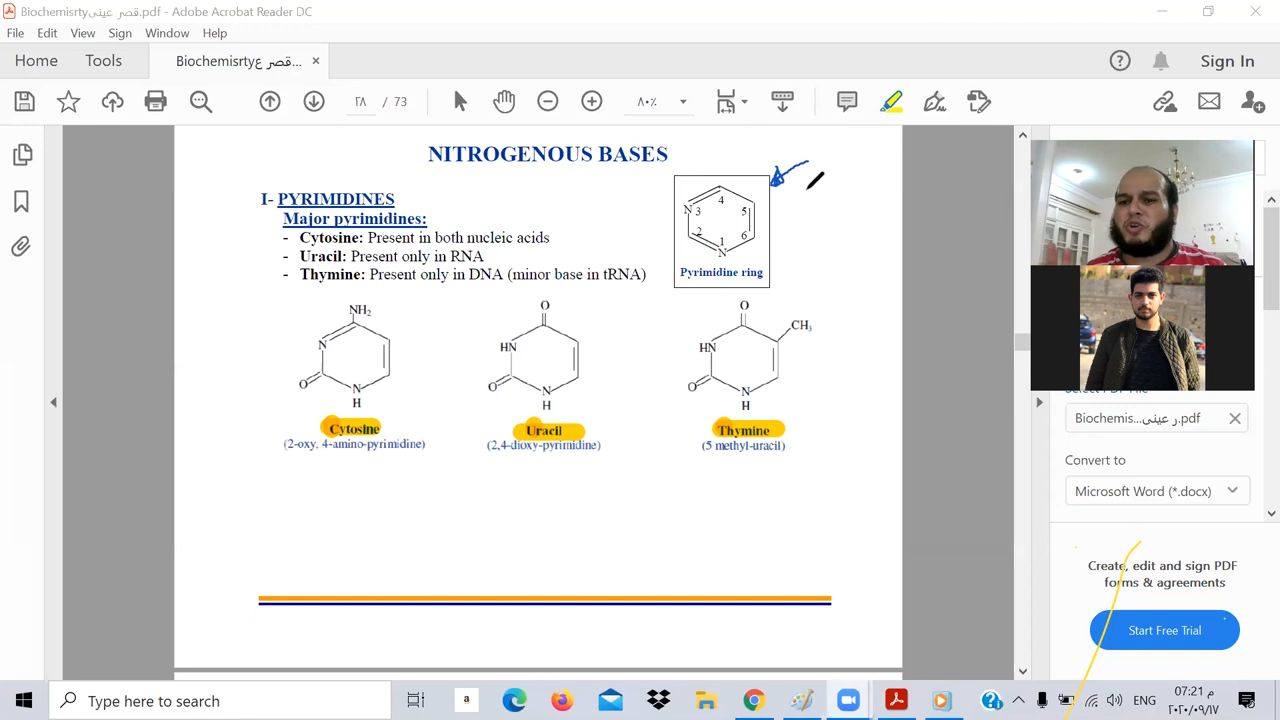 Biochemisrtyقصر عينى.pdf - Adobe Acrobat Reader DC
File Edit View Sign Window Help
Home Tools Biochemisrtyقصر ع... × Sign In
٢٨ / 73 ٨٠٪
NITROGENOUS BASES
I- PYRIMIDINES
Major pyrimidines:
- Cytosine: Present in both nucleic acids
- Uracil: Present only in RNA
- Thymine: Present only in DNA (minor base in tRNA)
4
N 3 5
2 1 6
N
Pyrimidine ring
NH2
N
O N
H
O
HN
O N
H
O
CH3
HN
O N
H
Cytosine Uracil Thymine
(2-oxy, 4-amino-pyrimidine) (2,4-dioxy-pyrimidine) (5 methyl-uracil)
Biochemis...ر عينى.pdf
Convert to
Microsoft Word (*.docx)
Create, edit and sign PDF
forms & agreements
Start Free Trial
Type here to search
a
ENG
07:21 م
٢٠٢٠/٠٩/١٧